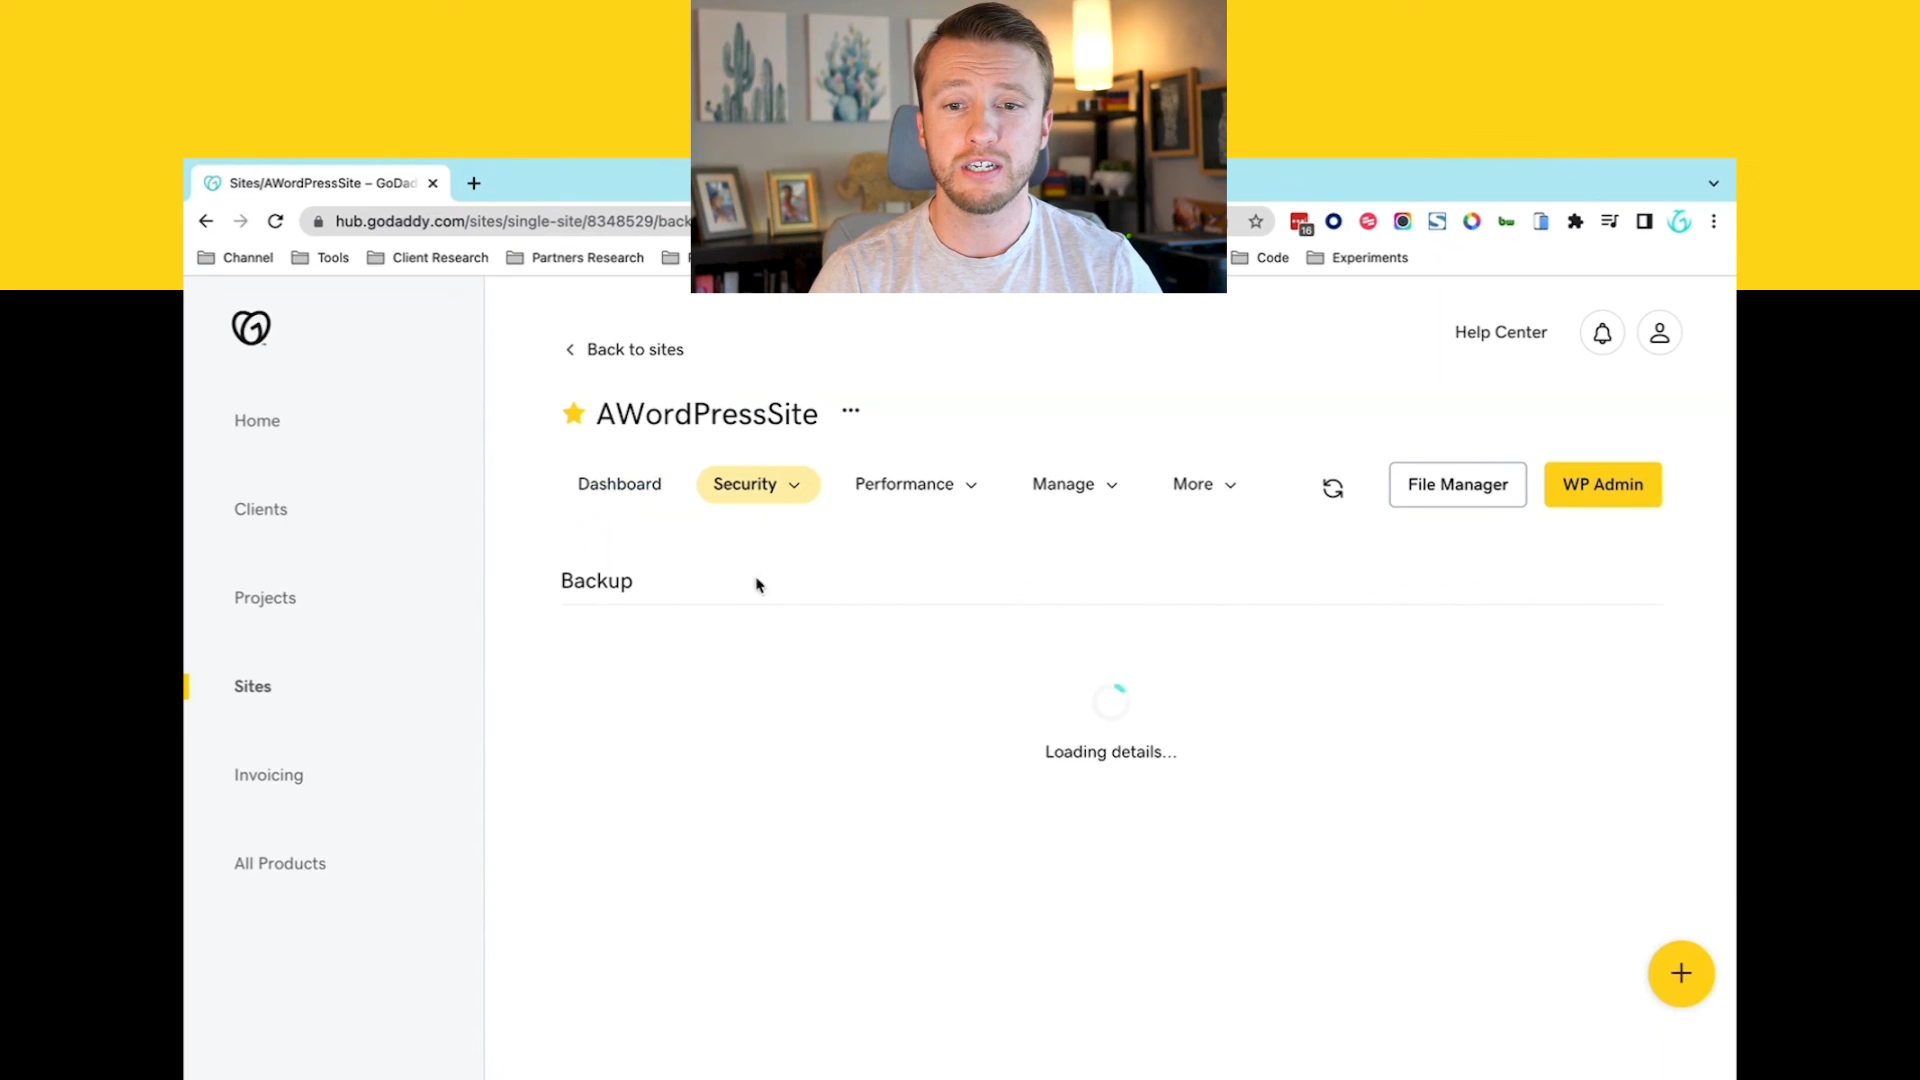 Sites/AWordPressSite – GoDad
hub.godaddy.com/sites/single-site/8348529/back
16
Channel
Tools
Client Research
Partners Research
Code
Experiments
Help Center
Back to sites
AWordPressSite
Home
Dashboard
Security
Performance
Manage
More
File Manager
WP Admin
Clients
Backup
Projects
Sites
Loading details...
Invoicing
All Products